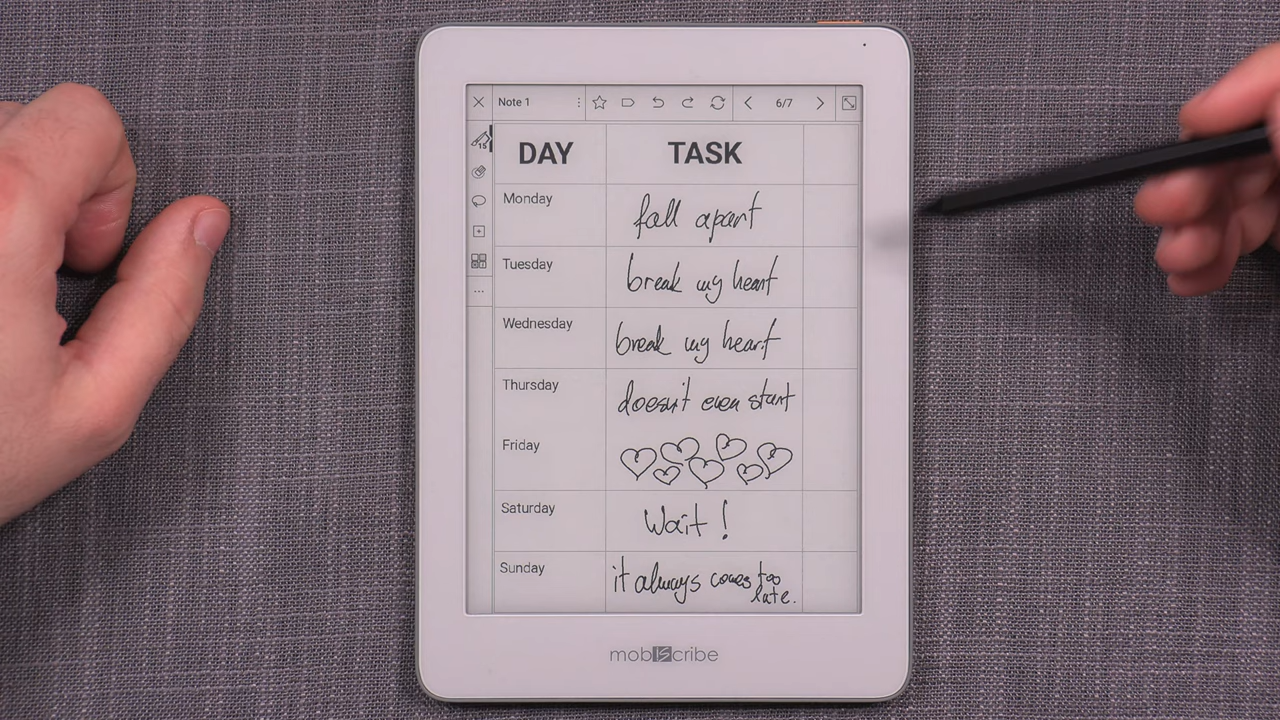 Note 1
6/7
DAY TASK
Monday fall apart
Tuesday break my heart
Wednesday break my heart
Thursday doesn't even start
Friday
Saturday Wait !
Sunday it always comes too
late.
mobIScribe